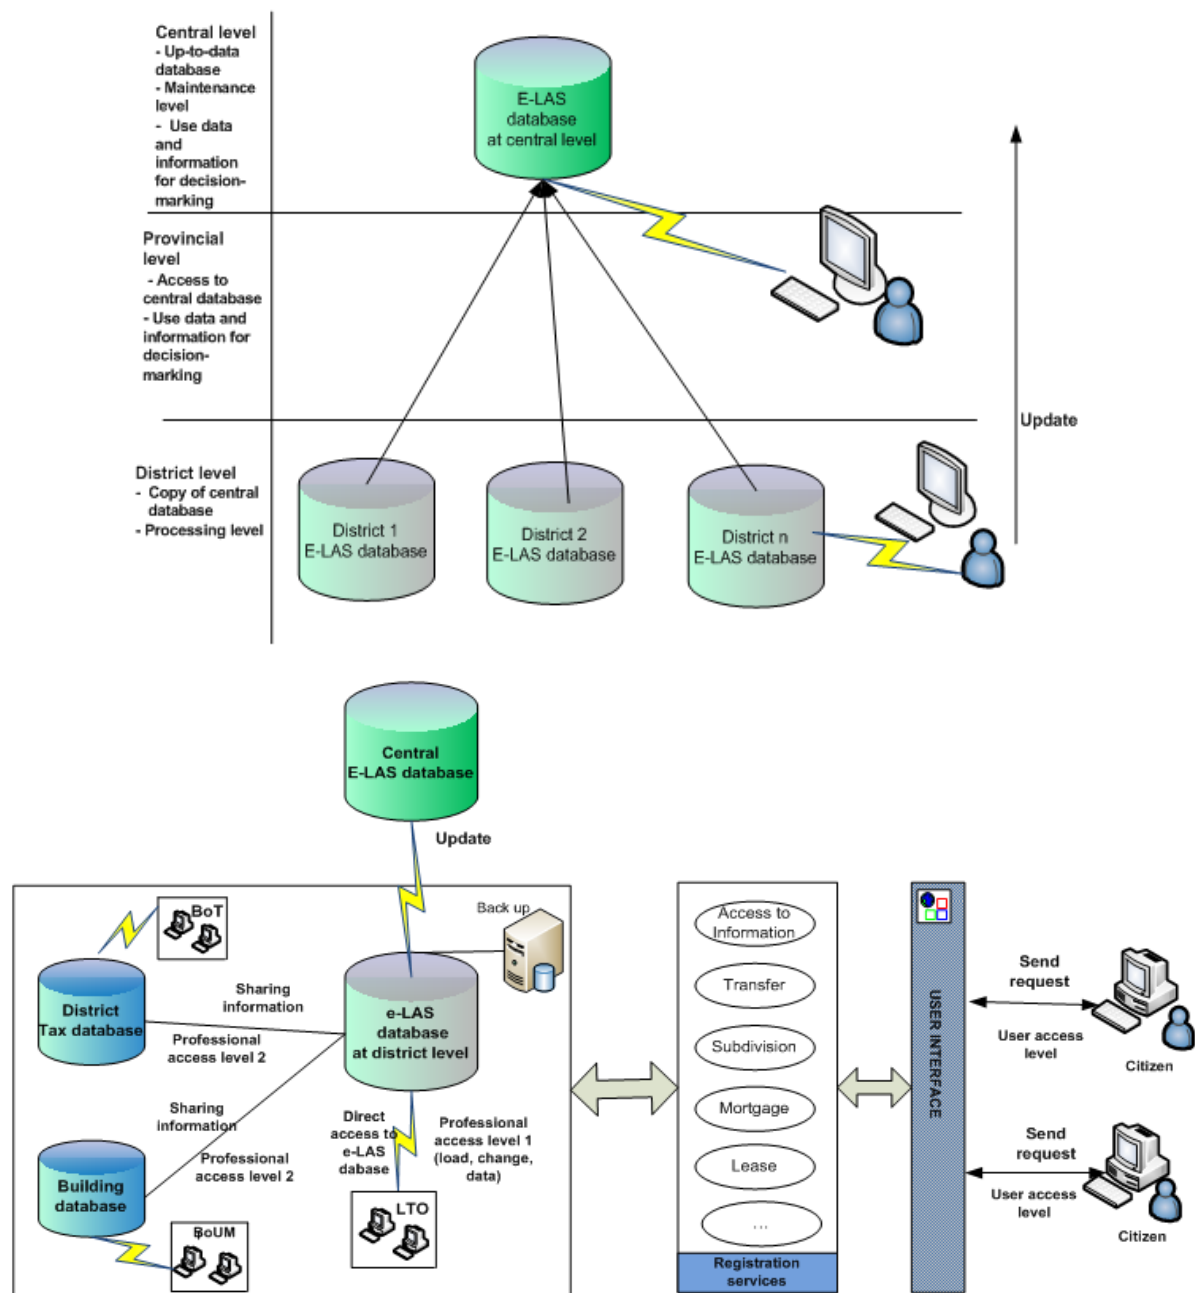 Central level
- Up-to-data
database
- Maintenance
level
- Use data
and
information
for decision-
marking
E-LAS
database
at central level
Provincial
level
- Access to
central database
- Use data and
information for
decision-
marking
Update
District level
- Copy of central
database
- Processing level
District 1
E-LAS database
District 2
E-LAS database
District n
E-LAS database
Central
E-LAS database
Update
BoT
Back up
District
Tax database
Sharing
information
Professional
access level 2
e-LAS
database
at district level
Sharing
information
Professional
access level 2
Direct
access to
e-LAS
dabase
Professional
access level 1
(load, change,
data)
Building
database
BoUM
LTO
Access to
Information
Transfer
Subdivision
Mortgage
Lease
...
Registration
services
USER INTERFACE
Send
request
User access
level
Citizen
Send
request
User access
level
Citizen